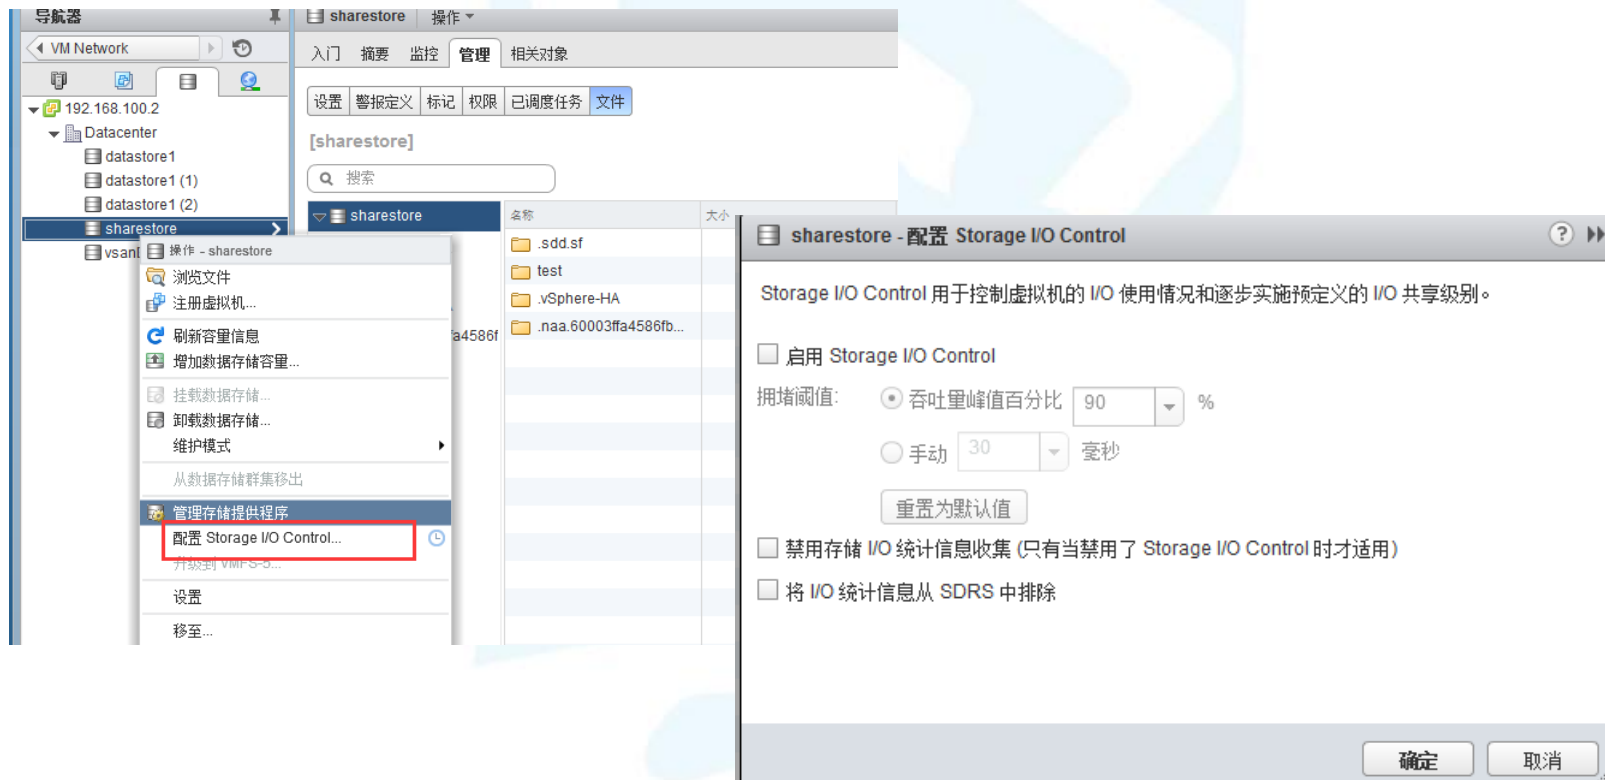 导航器
VM Network
192.168.100.2
Datacenter
datastore1
datastore1 (1)
datastore1 (2)
sharestore
操作 - sharestore
浏览文件
注册虚拟机...
刷新容量信息
增加数据存储容量...
挂载数据存储...
卸载数据存储...
维护模式
从数据存储群集移出
管理存储提供程序
配置 Storage I/O Control...
升级到 VMFS-5...
设置
移至...
sharestore 操作
入门 摘要 监控 管理 相关对象
设置 警报定义 标记 权限 已调度任务 文件
[sharestore]
搜索
sharestore
fa4586f
名称 大小
.sdd.sf
test
.vSphere-HA
.naa.60003ffa4586fb...
sharestore - 配置 Storage I/O Control
Storage I/O Control 用于控制虚拟机的 I/O 使用情况和逐步实施预定义的 I/O 共享级别。
启用 Storage I/O Control
拥堵阈值: 吞吐量峰值百分比 90 %
手动 30 毫秒
重置为默认值
禁用存储 I/O 统计信息收集 (只有当禁用了 Storage I/O Control 时才适用)
将 I/O 统计信息从 SDRS 中排除
确定 取消